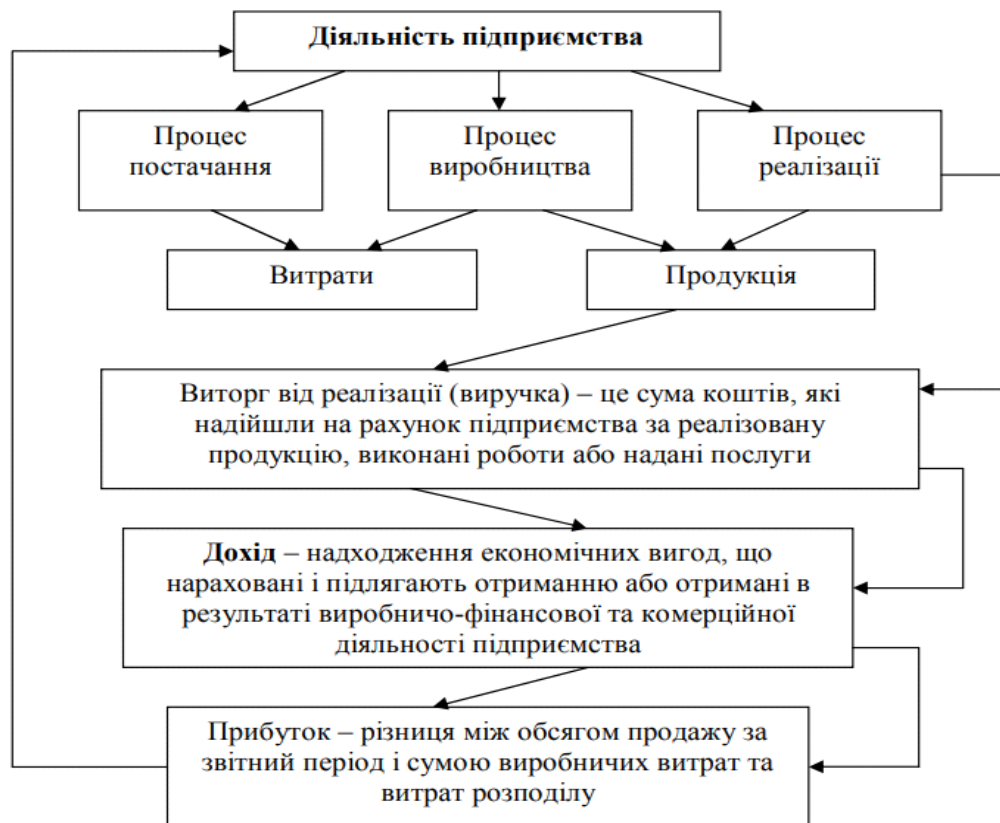 Діяльність підприємства
Процес
постачання
Процес
виробництва
Процес
реалізації
Витрати
Продукція
Виторг від реалізації (виручка) – це сума коштів, які
надійшли на рахунок підприємства за реалізовану
продукцію, виконані роботи або надані послуги
Дохід – надходження економічних вигод, що
нараховані і підлягають отриманню або отримані в
результаті виробничо-фінансової та комерційної
діяльності підприємства
Прибуток – різниця між обсягом продажу за
звітний період і сумою виробничих витрат та
витрат розподілу